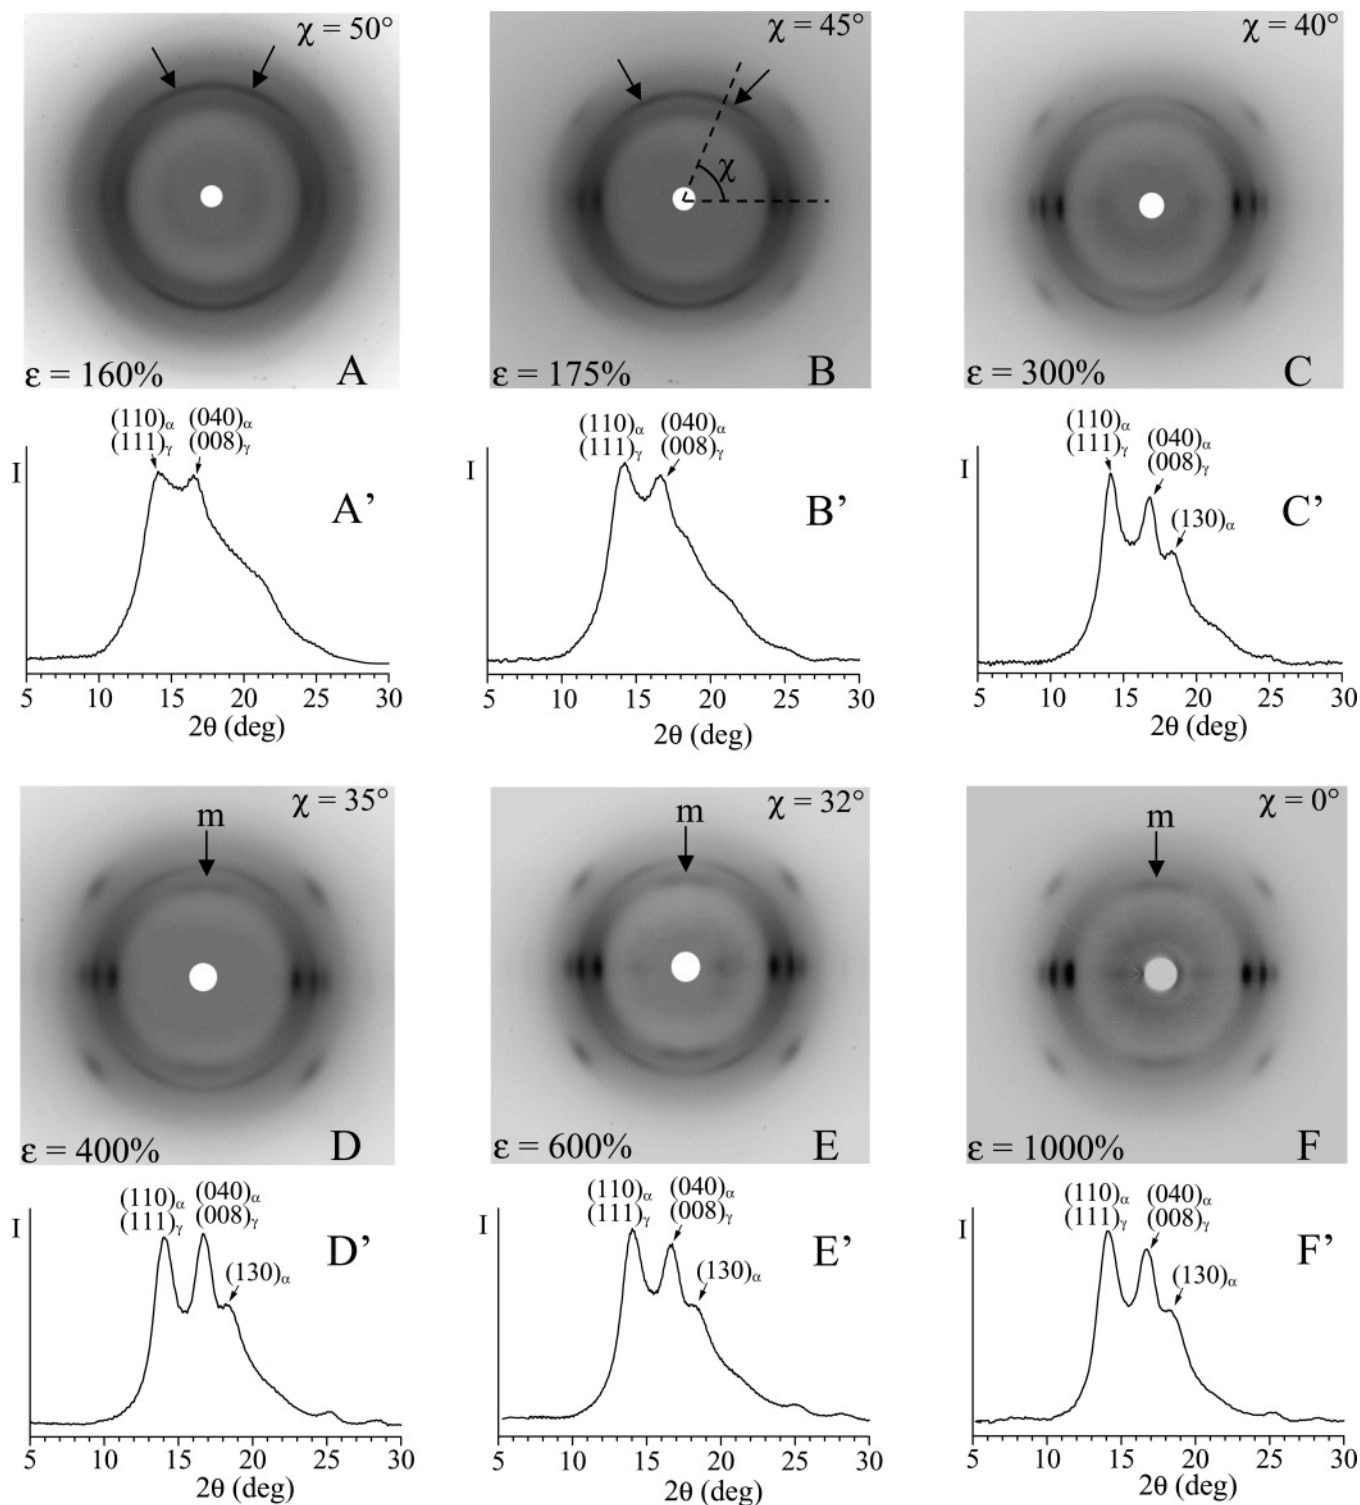 χ = 50°
ε = 160%
A
χ = 45°
χ
ε = 175%
B
χ = 40°
ε = 300%
C
(110)α (040)α
(111)γ (008)γ
I
A’
5 10 15 20 25 30
2θ (deg)
(110)α (040)α
(111)γ (008)γ
I
B’
5 10 15 20 25 30
2θ (deg)
(110)α
(111)γ
(040)α
(008)γ
(130)α
I
C’
5 10 15 20 25 30
2θ (deg)
χ = 35°
m
ε = 400%
D
χ = 32°
m
ε = 600%
E
χ = 0°
m
ε = 1000%
F
(110)α (040)α
(111)γ (008)γ
(130)α
I
D’
5 10 15 20 25 30
2θ (deg)
(110)α (040)α
(111)γ (008)γ
(130)α
I
E’
5 10 15 20 25 30
2θ (deg)
(110)α (040)α
(111)γ (008)γ
(130)α
I
F’
5 10 15 20 25 30
2θ (deg)